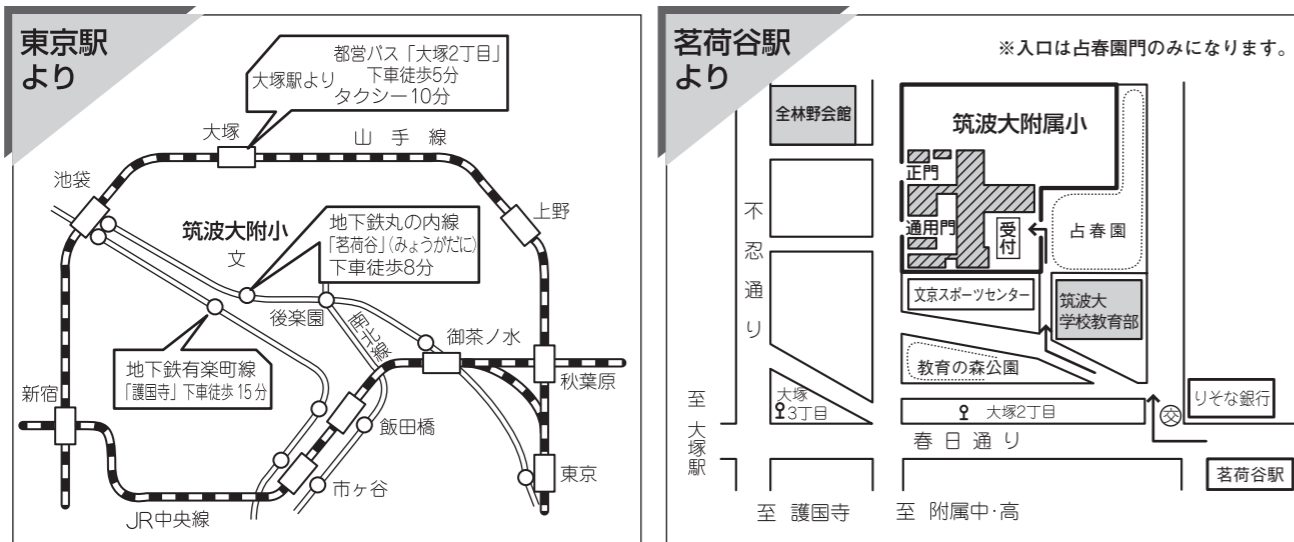 東京駅
より
都営バス「大塚2丁目」
大塚駅より 下車徒歩5分
タクシー10分
大塚
山手線
池袋
上野
筑波大附小
文
地下鉄丸の内線
「茗荷谷」(みょうがだに)
下車徒歩8分
後楽園
南北線
御茶ノ水
地下鉄有楽町線
「護国寺」下車徒歩15分
秋葉原
新宿
飯田橋
市ヶ谷
東京
JR中央線
茗荷谷駅
より
※入口は占春園門のみになります。
全林野会館
筑波大附属小
正門
通用門
受付
占春園
不忍通り
文京スポーツセンター
筑波大
学校教育部
教育の森公園
大塚
3丁目
大塚2丁目
交
りそな銀行
春日通り
至 大塚駅
茗荷谷駅
至 護国寺
至 附属中・高